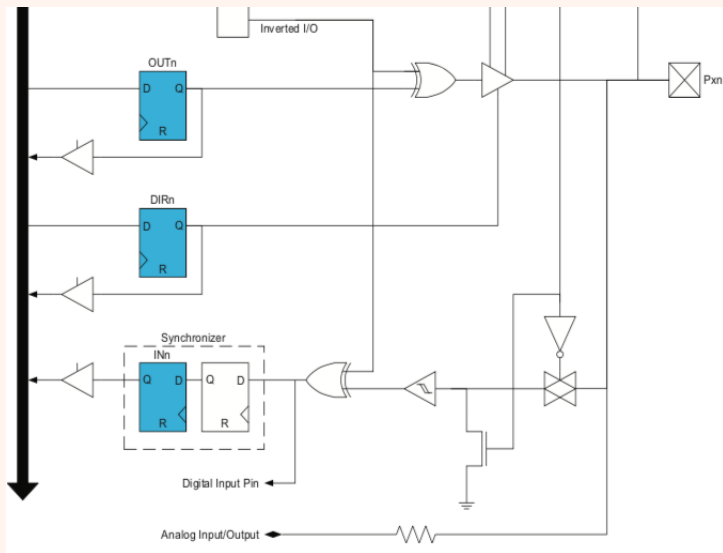 Inverted I/O
OUTn
D Q
R
Pxn
DIRn
D Q
R
Synchronizer
INn
Q D Q D
R R
Digital Input Pin
Analog Input/Output